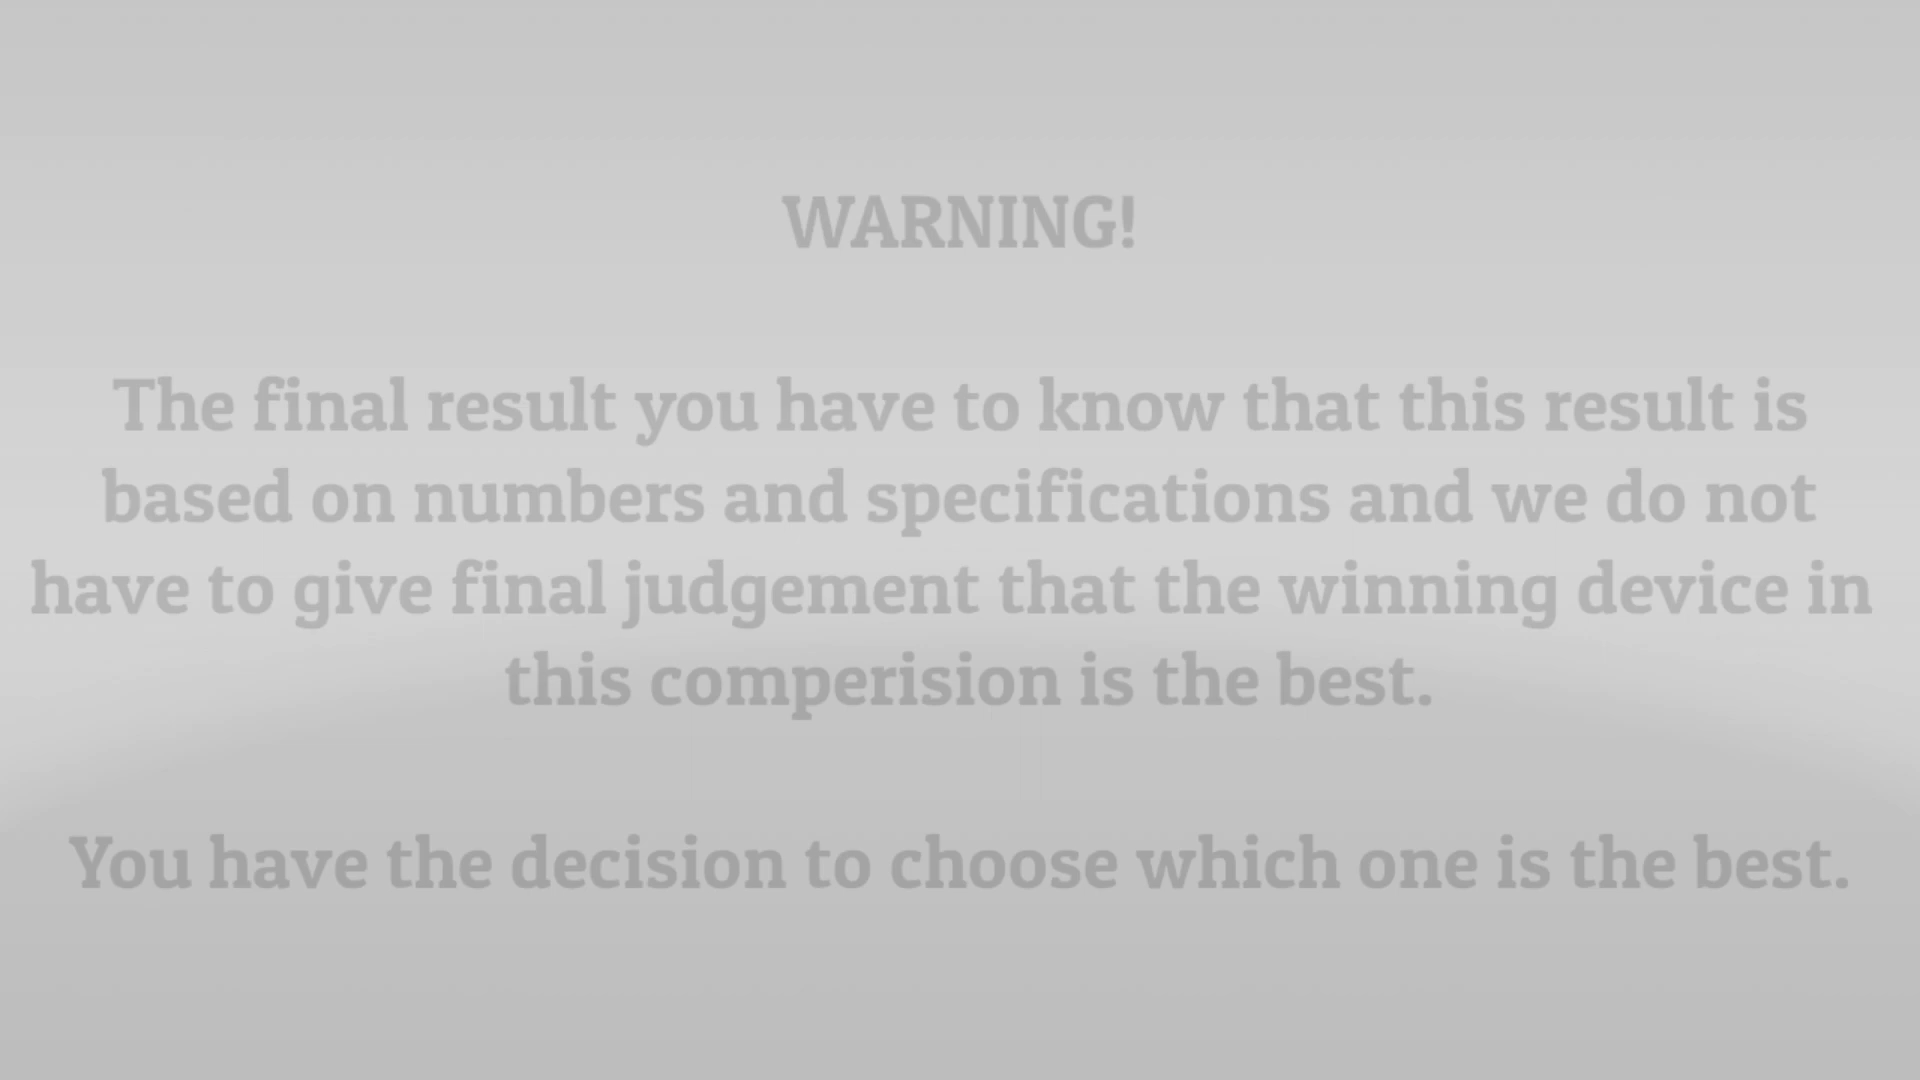 WARNING!
The final result you have to know that this result is
based on numbers and specifications and we do not
have to give final judgement that the winning device in
this comperision is the best.
You have the decision to choose which one is the best.